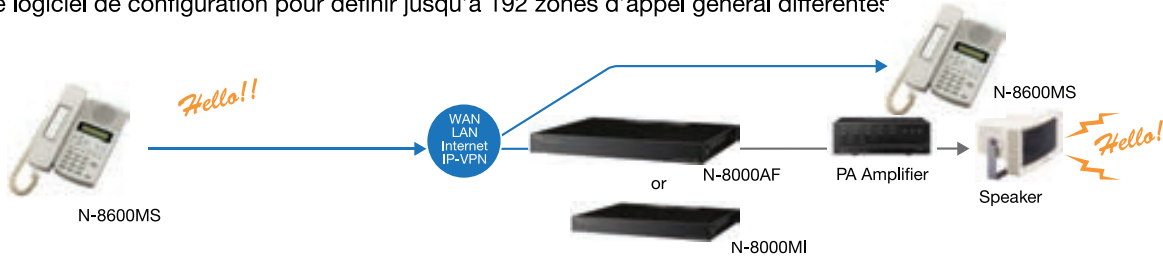 logiciel de configuration pour définir jusqu'à 192 zones d'appel général différentes
Hello!!
N-8600MS
WAN
LAN
Internet
IP-VPN
N-8600MS
N-8000AF
or
N-8000MI
PA Amplifier
Speaker
Hello!